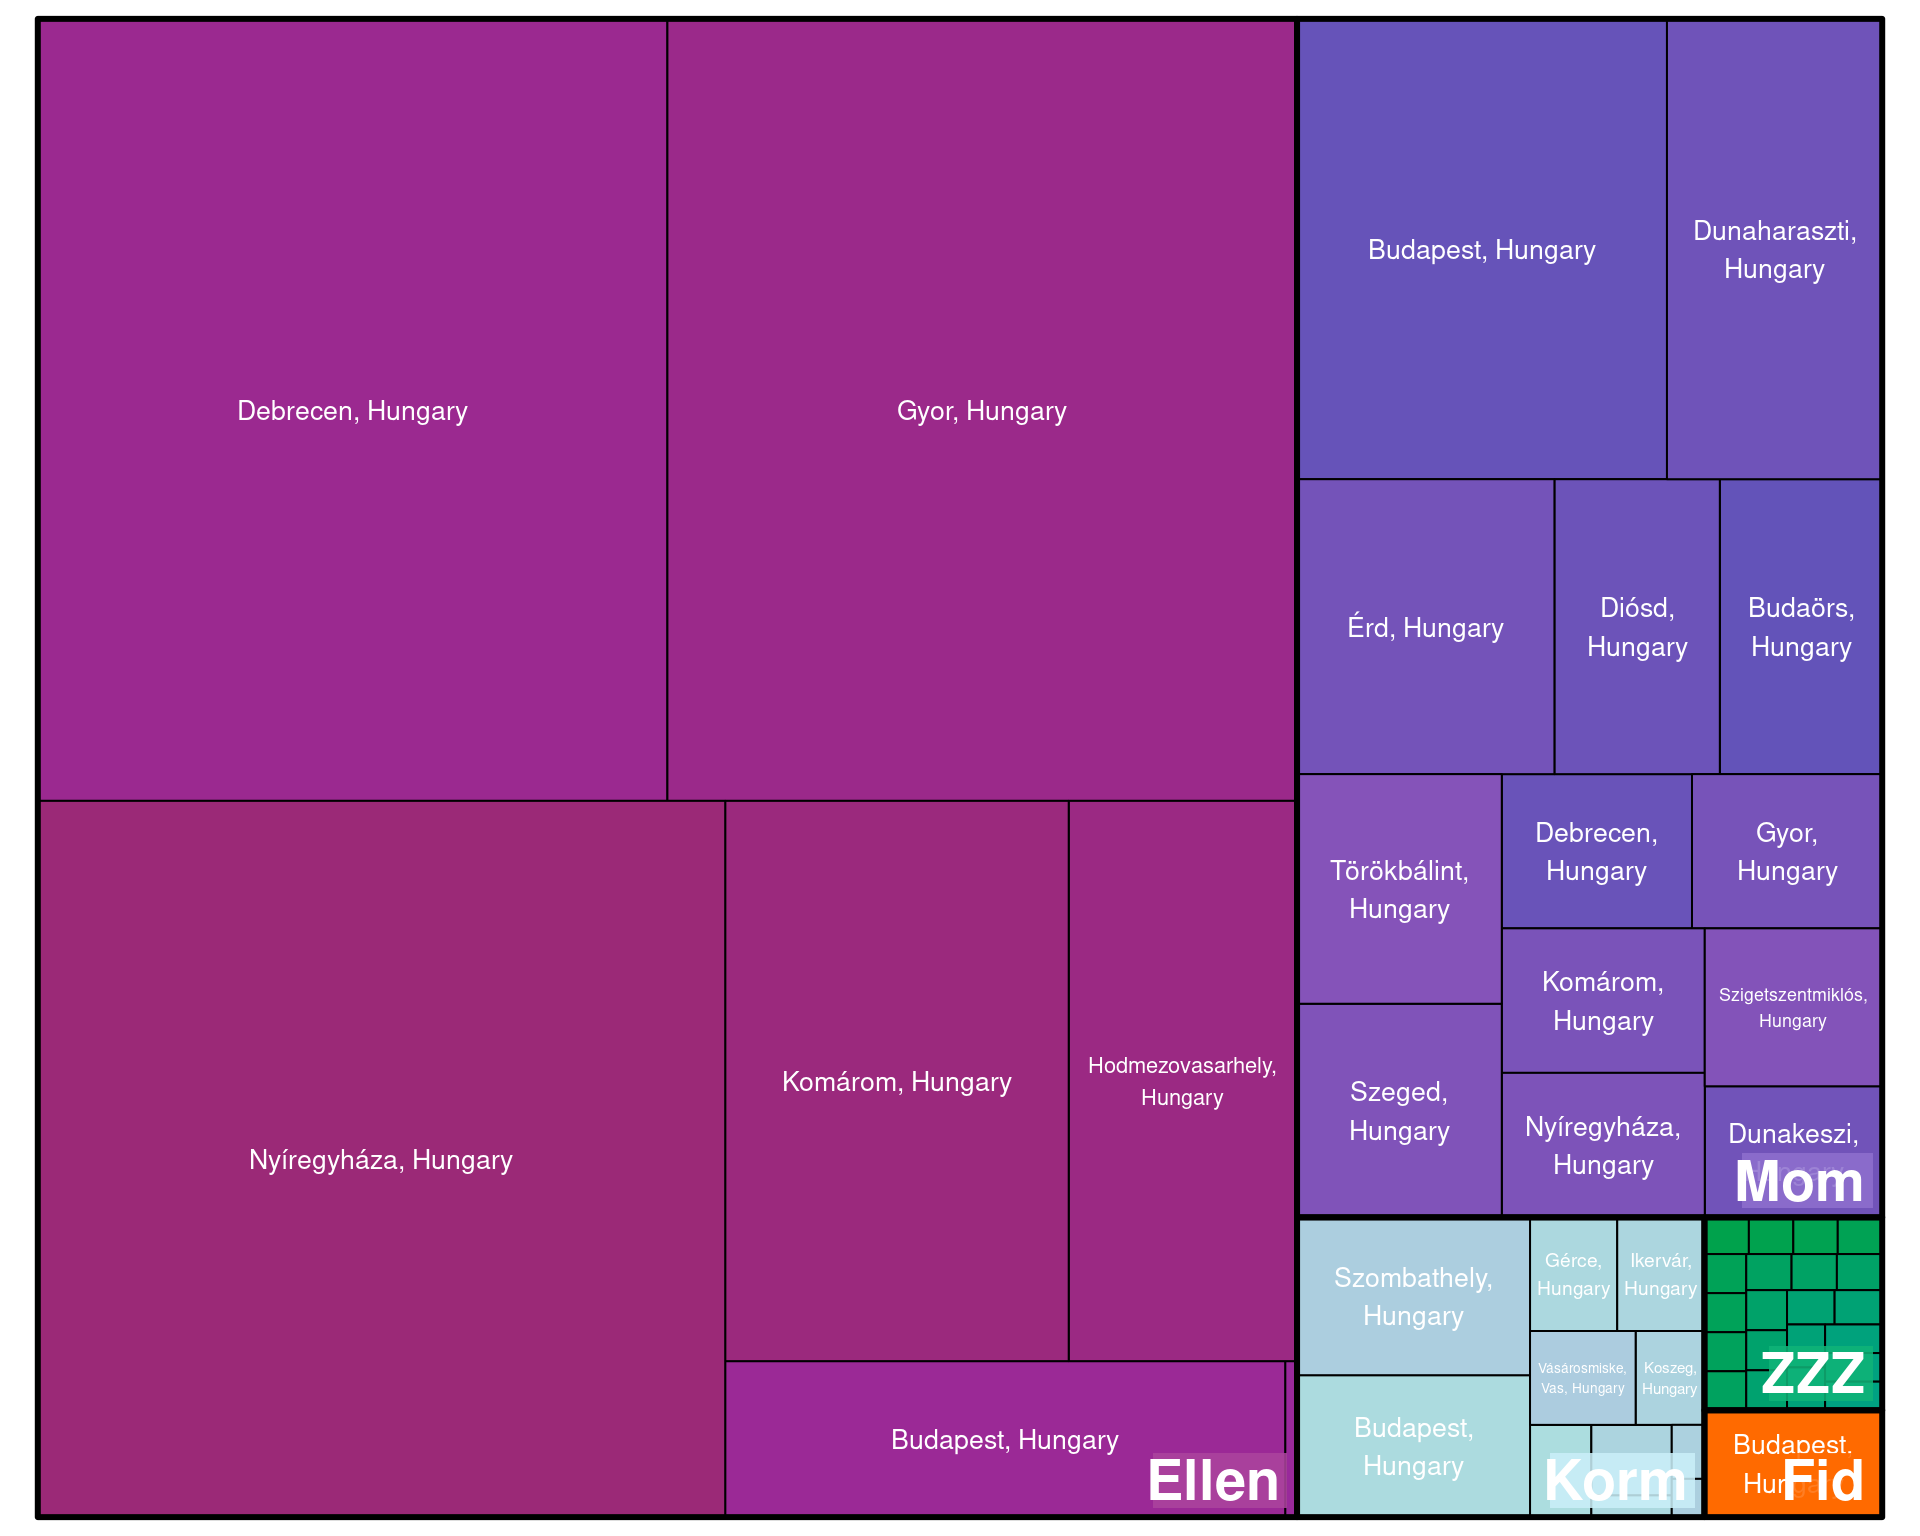 Debrecen, Hungary
Gyor, Hungary
Nyíregyháza, Hungary
Komárom, Hungary
Hodmezovasarhely,
Hungary
Budapest, Hungary
Ellen
Budapest, Hungary
Dunaharaszti,
Hungary
Érd, Hungary
Diósd,
Hungary
Budaörs,
Hungary
Törökbálint,
Hungary
Debrecen,
Hungary
Gyor,
Hungary
Szeged,
Hungary
Komárom,
Hungary
Szigetszentmiklós,
Hungary
Nyíregyháza,
Hungary
Dunakeszi,
Mom
Szombathely,
Hungary
Gérce,
Hungary
Ikervár,
Hungary
Vásárosmiske,
Vas, Hungary
Koszeg,
Hungary
Budapest,
Hungary
Korm
ZZZ
Budapest,
Fid